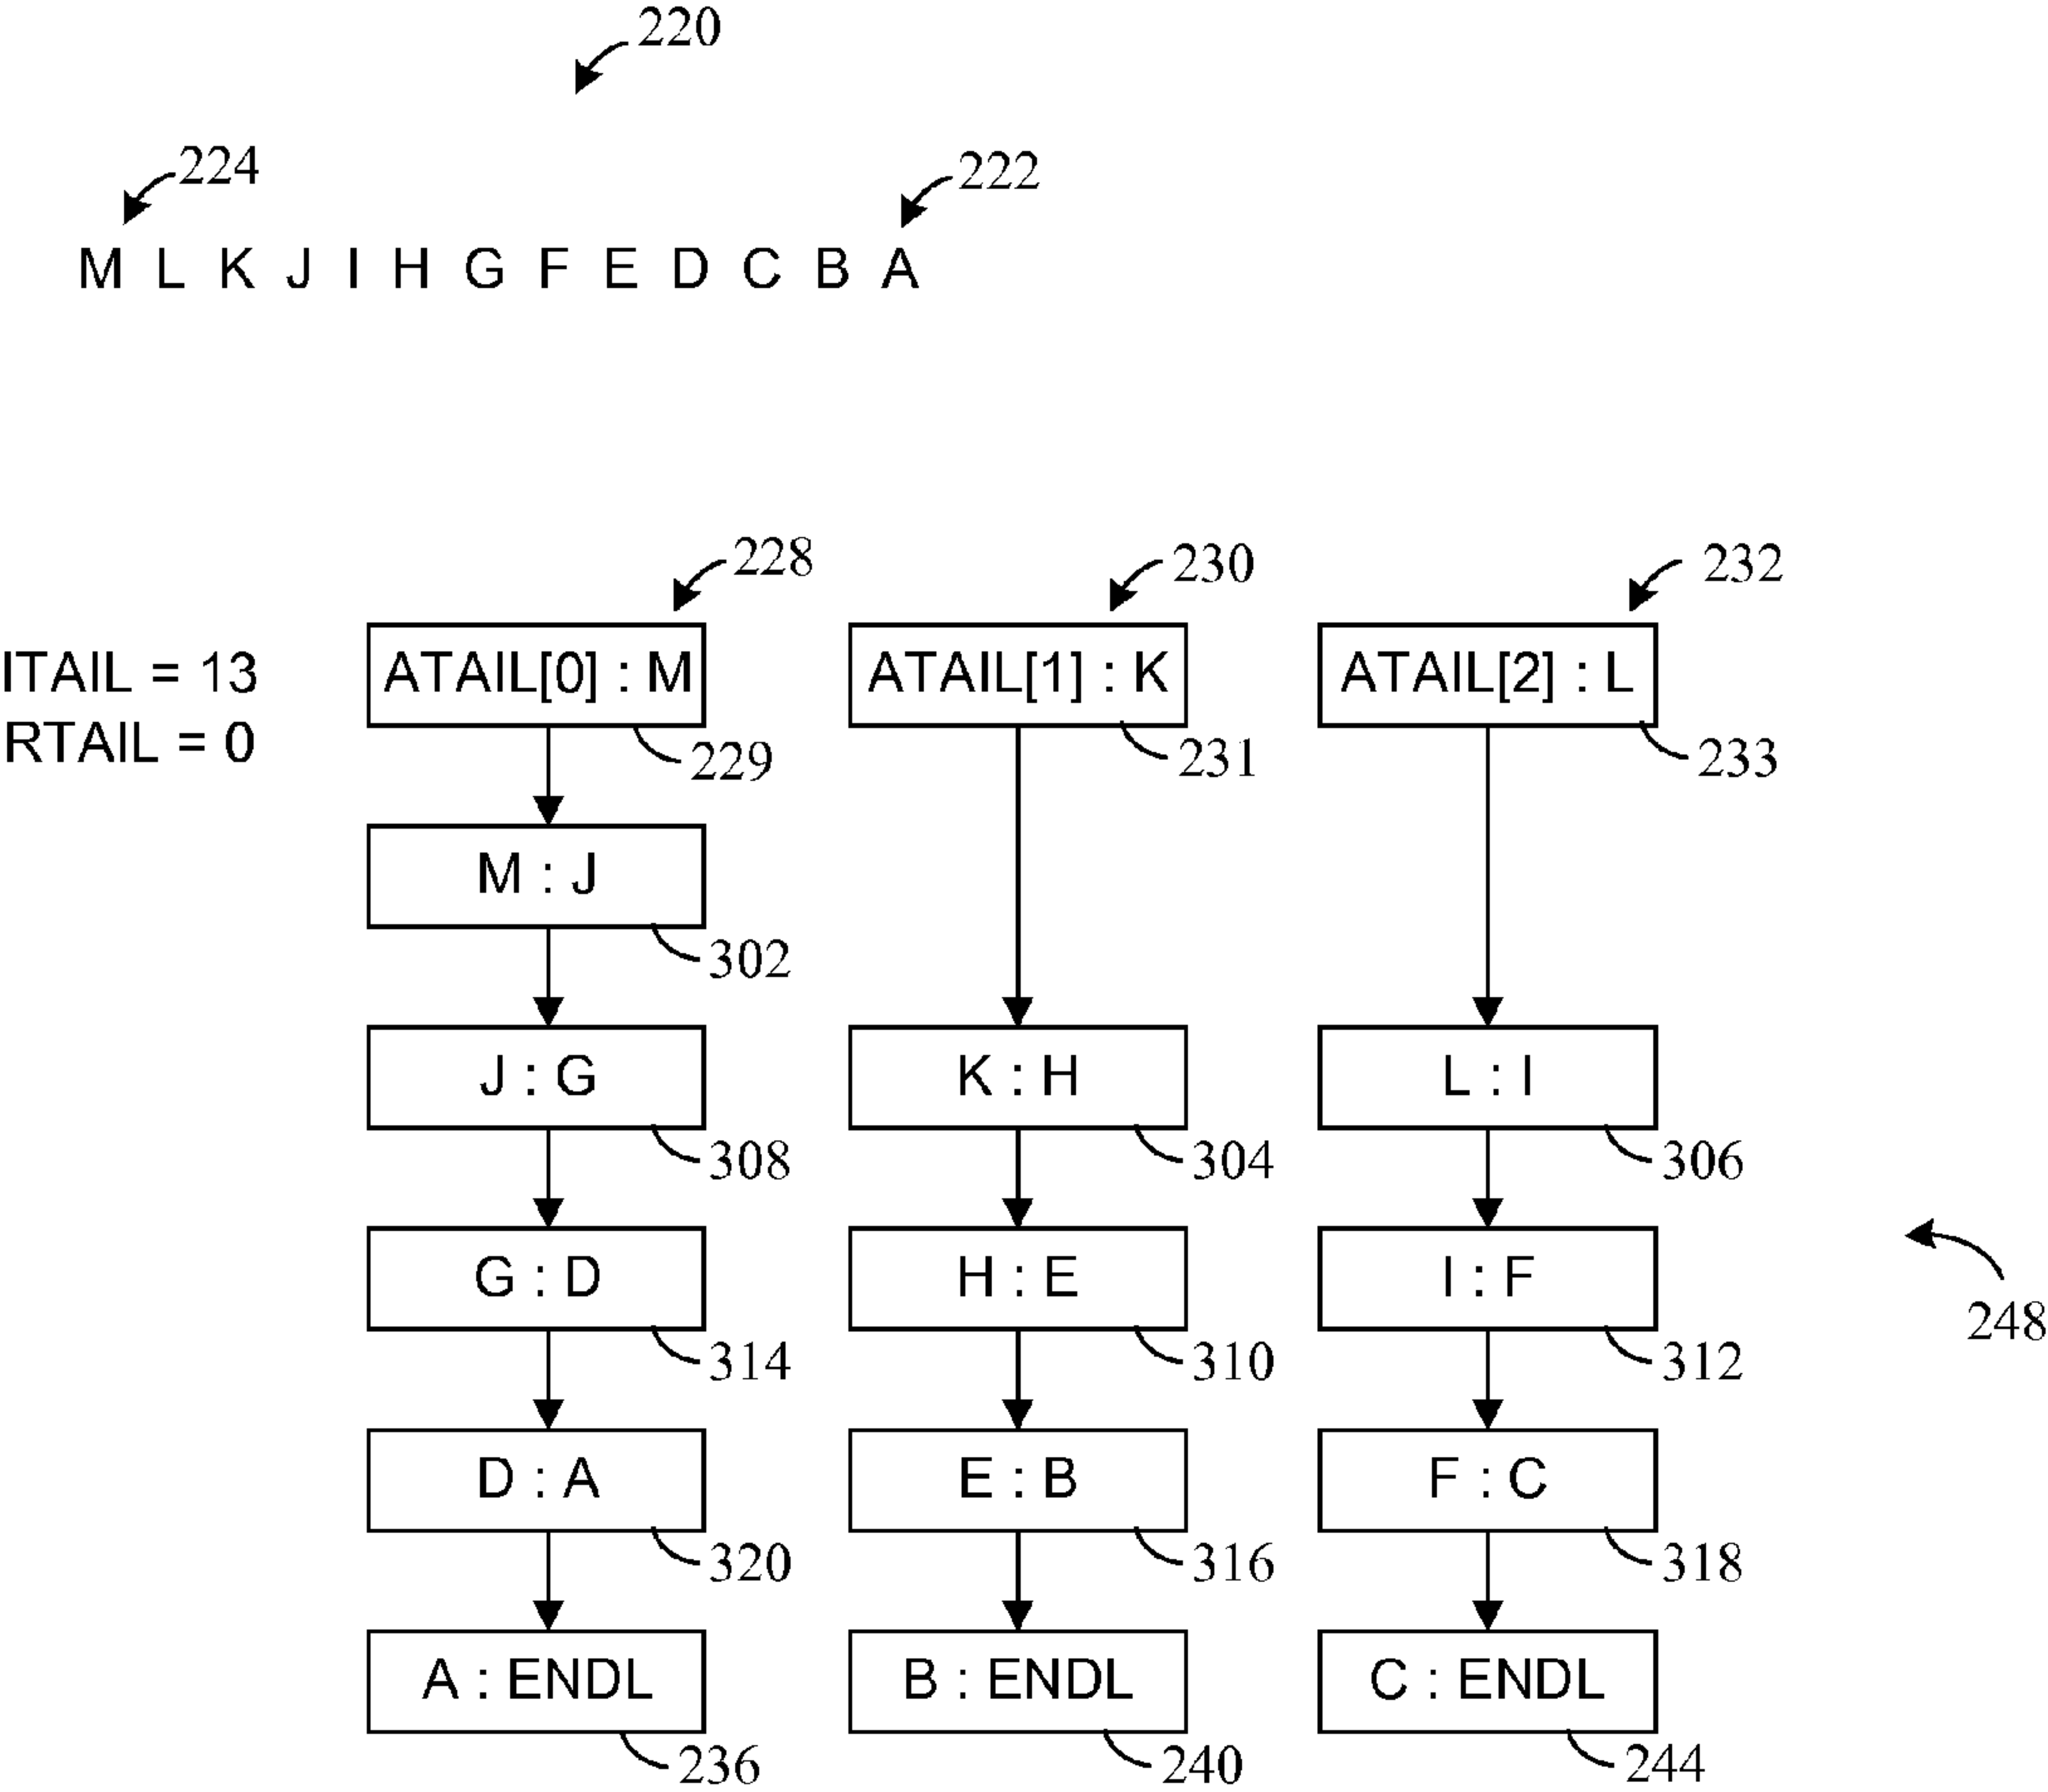 220
224 222
M L K J I H G F E D C B A
228 230 232
ITAIL = 13 ATAIL[0] : M ATAIL[1] : K ATAIL[2] : L
RTAIL = 0 229 231 233
M : J
302
J : G K : H L : I
308 304 306
G : D H : E I : F
248
314 310 312
D : A E : B F : C
320 316 318
A : ENDL B : ENDL C : ENDL
236 240 244